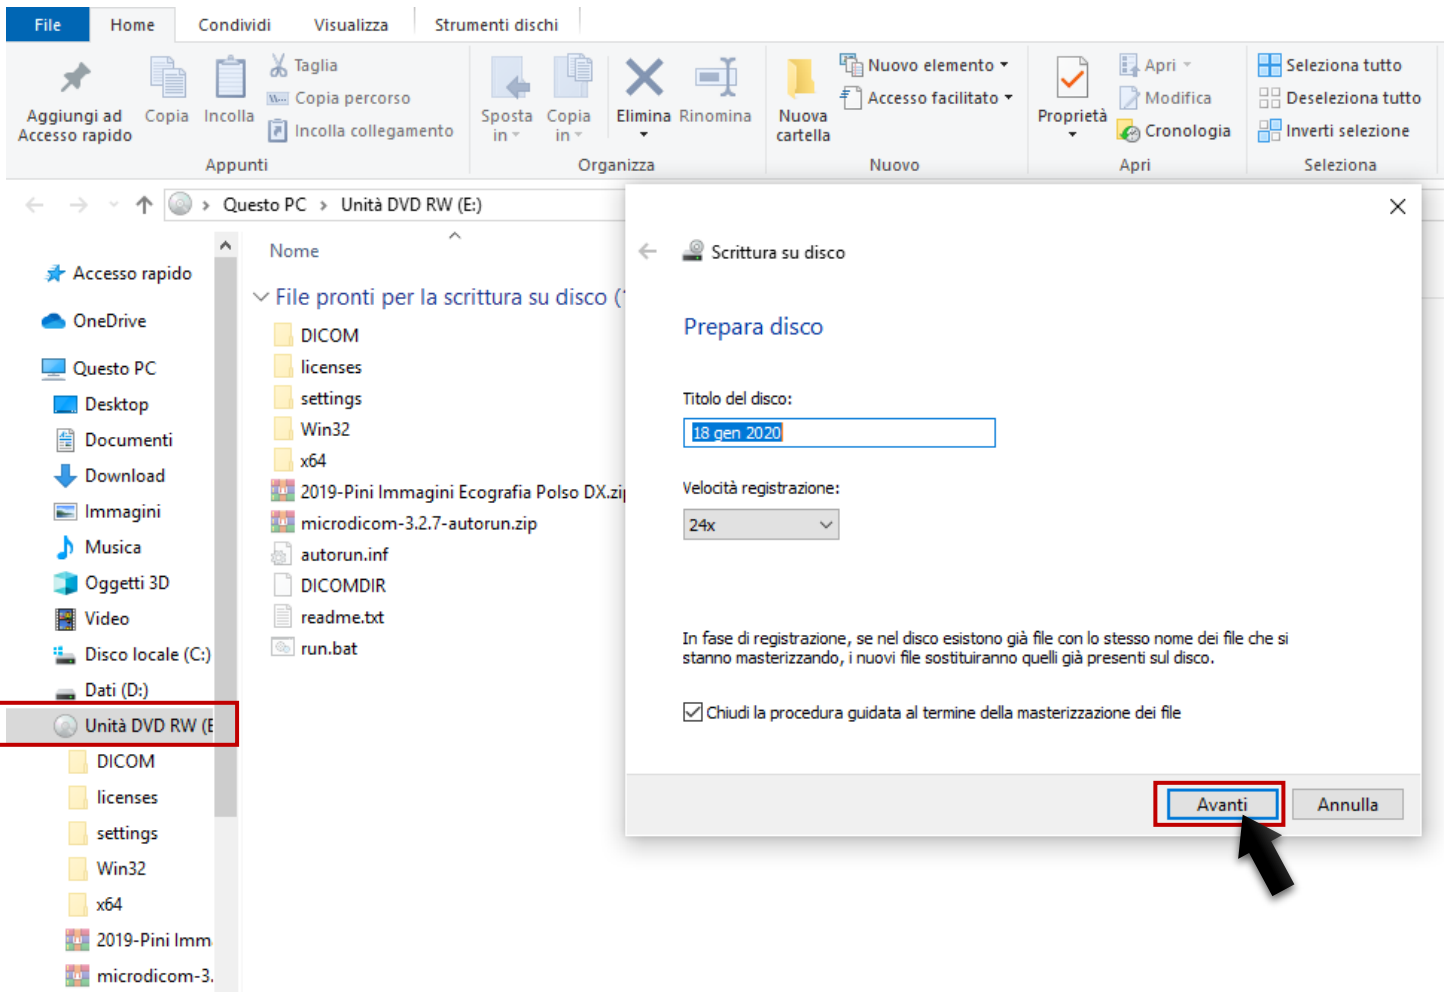 File Home Condividi Visualizza Strumenti dischi
Aggiungi ad Accesso rapido
Copia
Incolla
Taglia
Copia percorso
Incolla collegamento
Appunti
Sposta in
Copia in
Elimina
Rinomina
Organizza
Nuova cartella
Nuovo elemento
Accesso facilitato
Nuovo
Proprietà
Apri
Modifica
Cronologia
Apri
Seleziona tutto
Deseleziona tutto
Inverti selezione
Seleziona
Questo PC > Unità DVD RW (E:)
Accesso rapido
OneDrive
Questo PC
Desktop
Documenti
Download
Immagini
Musica
Oggetti 3D
Video
Disco locale (C:)
Dati (D:)
Unità DVD RW (E
DICOM
licenses
settings
Win32
x64
2019-Pini Imm
microdicom-3.
Nome
File pronti per la scrittura su disco (
DICOM
licenses
settings
Win32
x64
2019-Pini Immagini Ecografia Polso DX.zip
microdicom-3.2.7-autorun.zip
autorun.inf
DICOMDIR
readme.txt
run.bat
Scrittura su disco
Prepara disco
Titolo del disco:
18 gen 2020
Velocità registrazione:
24x
In fase di registrazione, se nel disco esistono già file con lo stesso nome dei file che si
stanno masterizzando, i nuovi file sostituiranno quelli già presenti sul disco.
Chiudi la procedura guidata al termine della masterizzazione dei file
Avanti Annulla